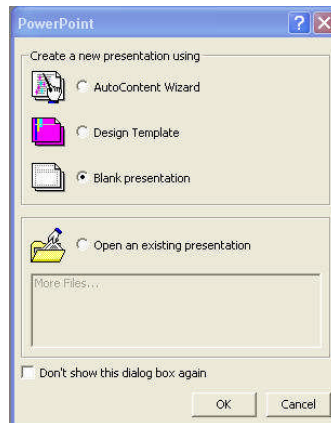 PowerPoint
Create a new presentation using
AutoContent Wizard
Design Template
Blank presentation
Open an existing presentation
More Files...
Don't show this dialog box again
OK Cancel